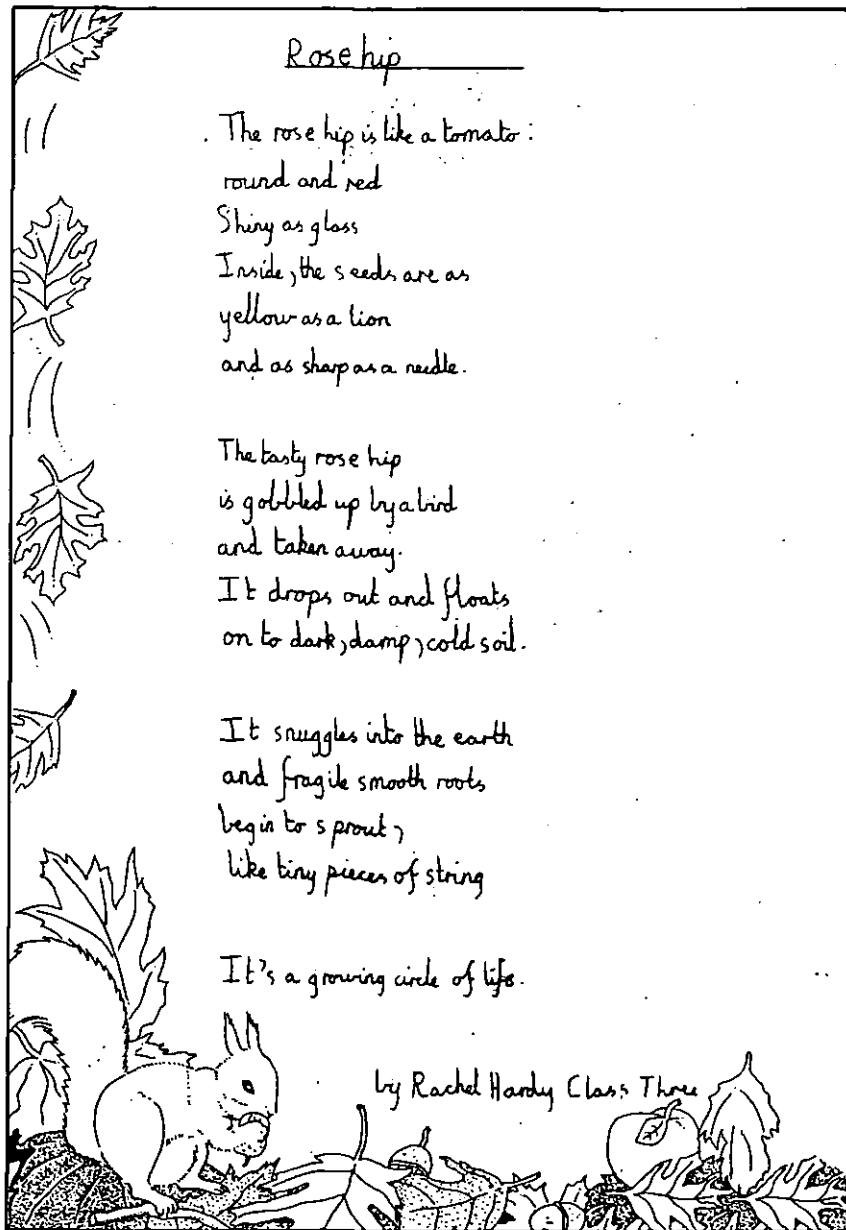 Rose hip
The rose hip is like a tomato:
round and red
Shiny as glass
Inside, the seeds are as
yellow as a lion
and as sharp as a needle.
The tasty rose hip
is gobbled up by a bird
and taken away.
It drops out and floats
on to dark, damp, cold soil.
It snuggles into the earth
and fragile smooth roots
begin to sprout,
like tiny pieces of string
It's a growing circle of life.
by Rachel Hardy Class Three